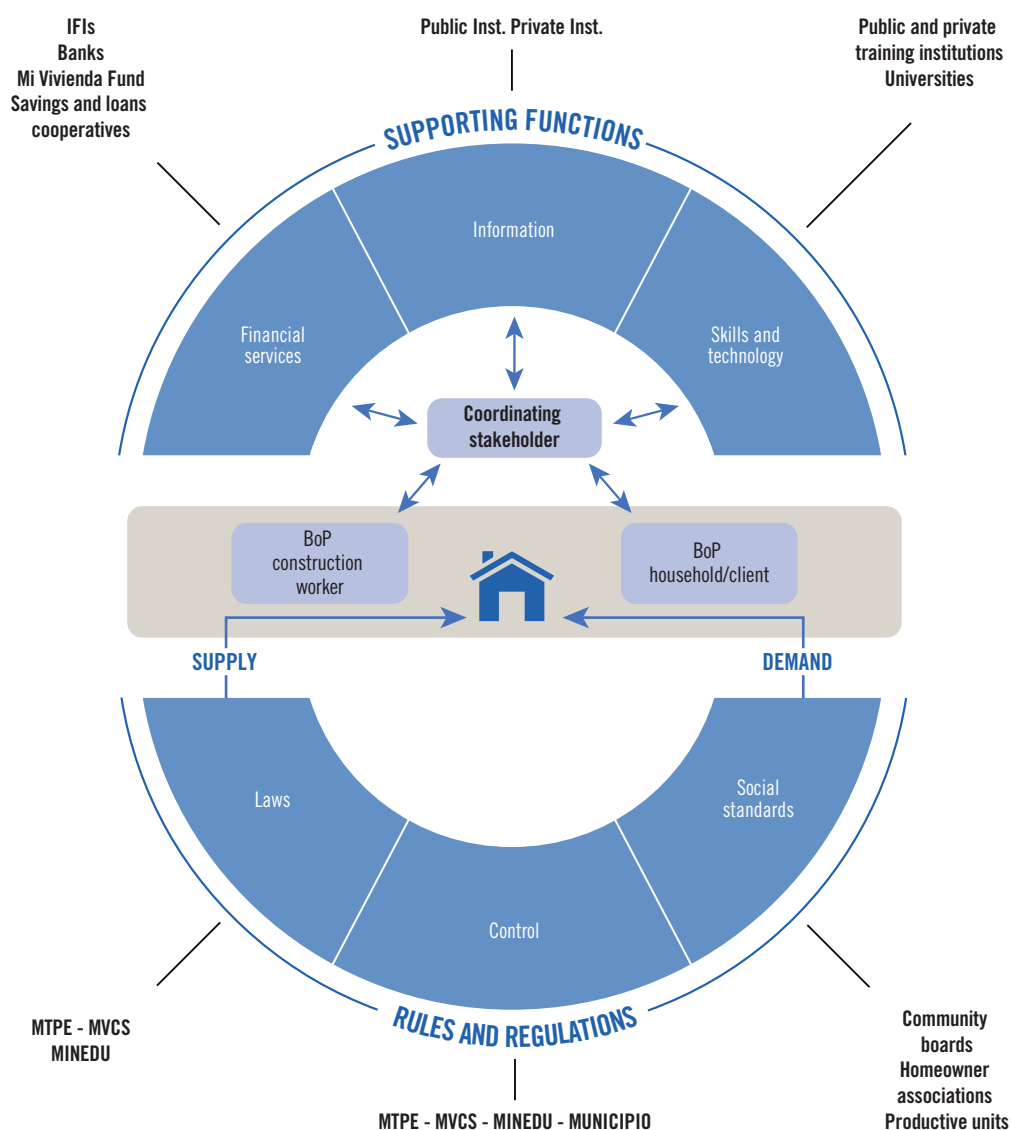 IFIs
Banks
Mi Vivienda Fund
Savings and loans
cooperatives
Public Inst. Private Inst.
Public and private
training institutions
Universities
SUPPORTING FUNCTIONS
Information
Financial
services
Skills and
technology
Coordinating
stakeholder
BoP
construction
worker
BoP
household/client
SUPPLY
DEMAND
Laws
Social
standards
Control
RULES AND REGULATIONS
MTPE - MVCS
MINEDU
MTPE - MVCS - MINEDU - MUNICIPIO
Community
boards
Homeowner
associations
Productive units